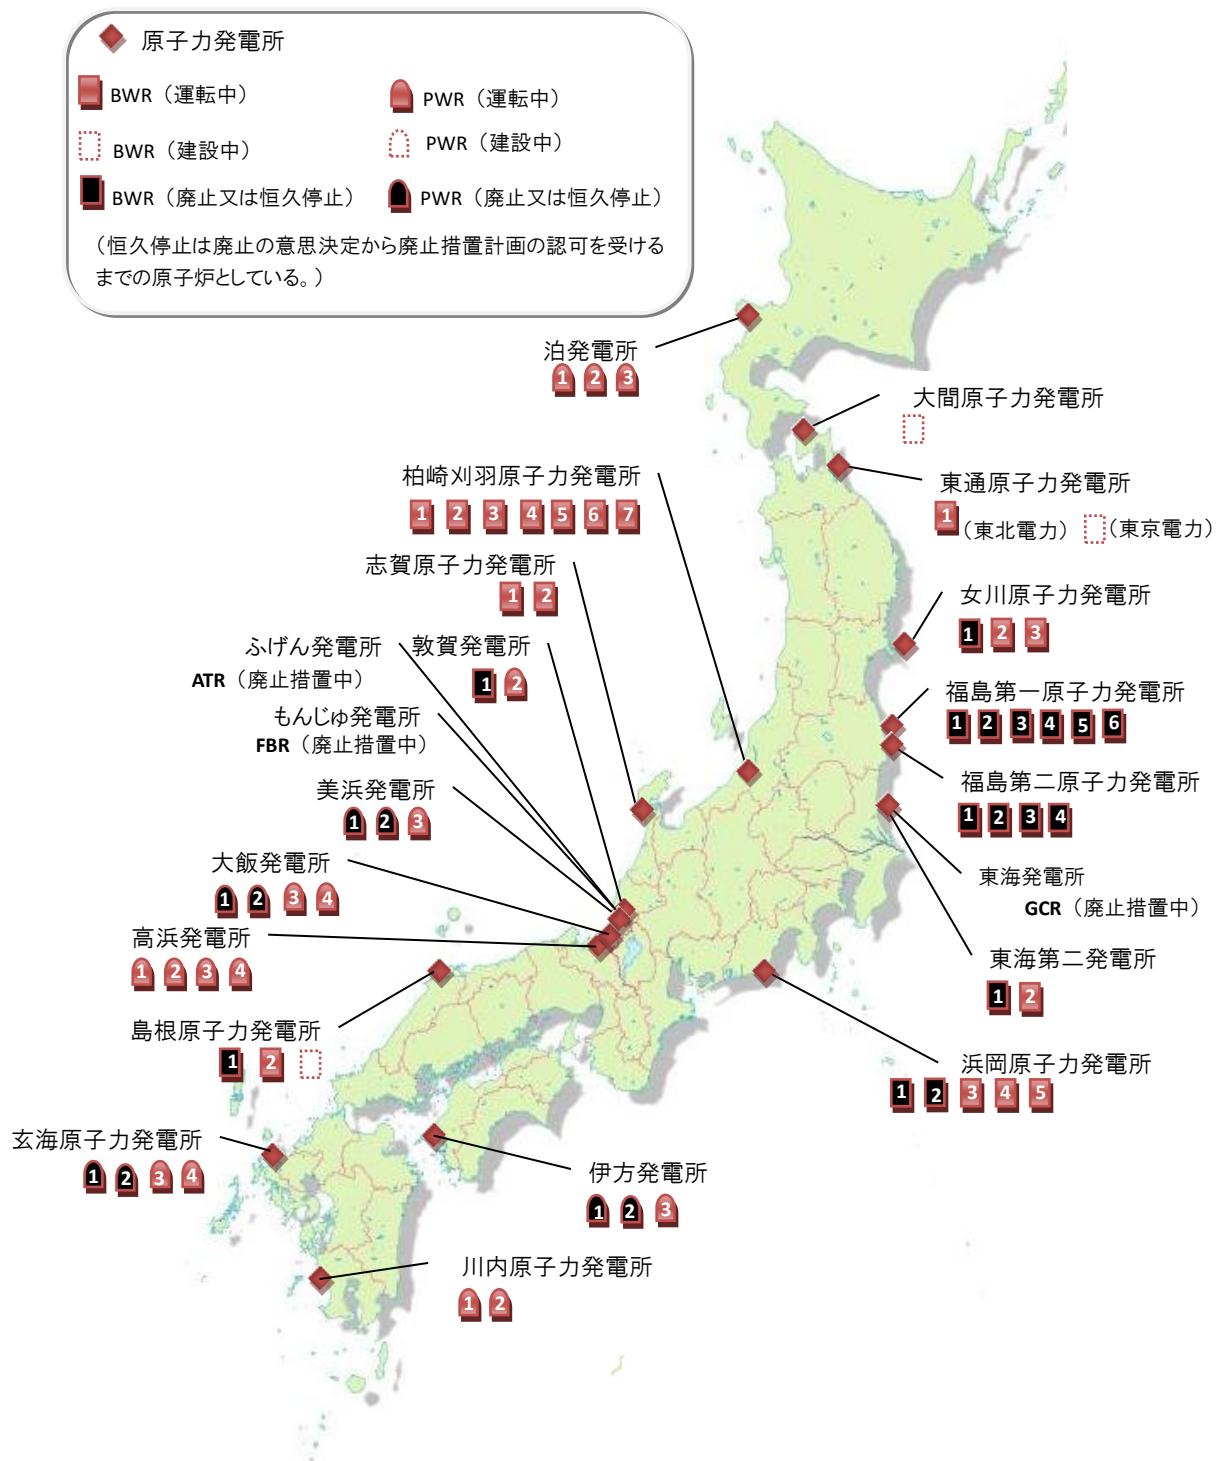 原子力発電所
BWR（運転中）
PWR（運転中）
BWR（建設中）
PWR（建設中）
BWR（廃止又は恒久停止）
PWR（廃止又は恒久停止）
（恒久停止は廃止の意思決定から廃止措置計画の認可を受ける
までの原子炉としている。）
泊発電所
1 2 3
大間原子力発電所
柏崎刈羽原子力発電所
1 2 3 4 5 6 7
東通原子力発電所
1（東北電力） （東京電力）
志賀原子力発電所
1 2
女川原子力発電所
1 2 3
ふげん発電所
ATR（廃止措置中）
敦賀発電所
1 2
もんじゅ発電所
FBR（廃止措置中）
福島第一原子力発電所
1 2 3 4 5 6
美浜発電所
1 2 3
福島第二原子力発電所
1 2 3 4
大飯発電所
1 2 3 4
東海発電所
GCR（廃止措置中）
高浜発電所
1 2 3 4
東海第二発電所
1 2
島根原子力発電所
1 2
浜岡原子力発電所
1 2 3 4 5
玄海原子力発電所
1 2 3 4
伊方発電所
1 2 3
川内原子力発電所
1 2